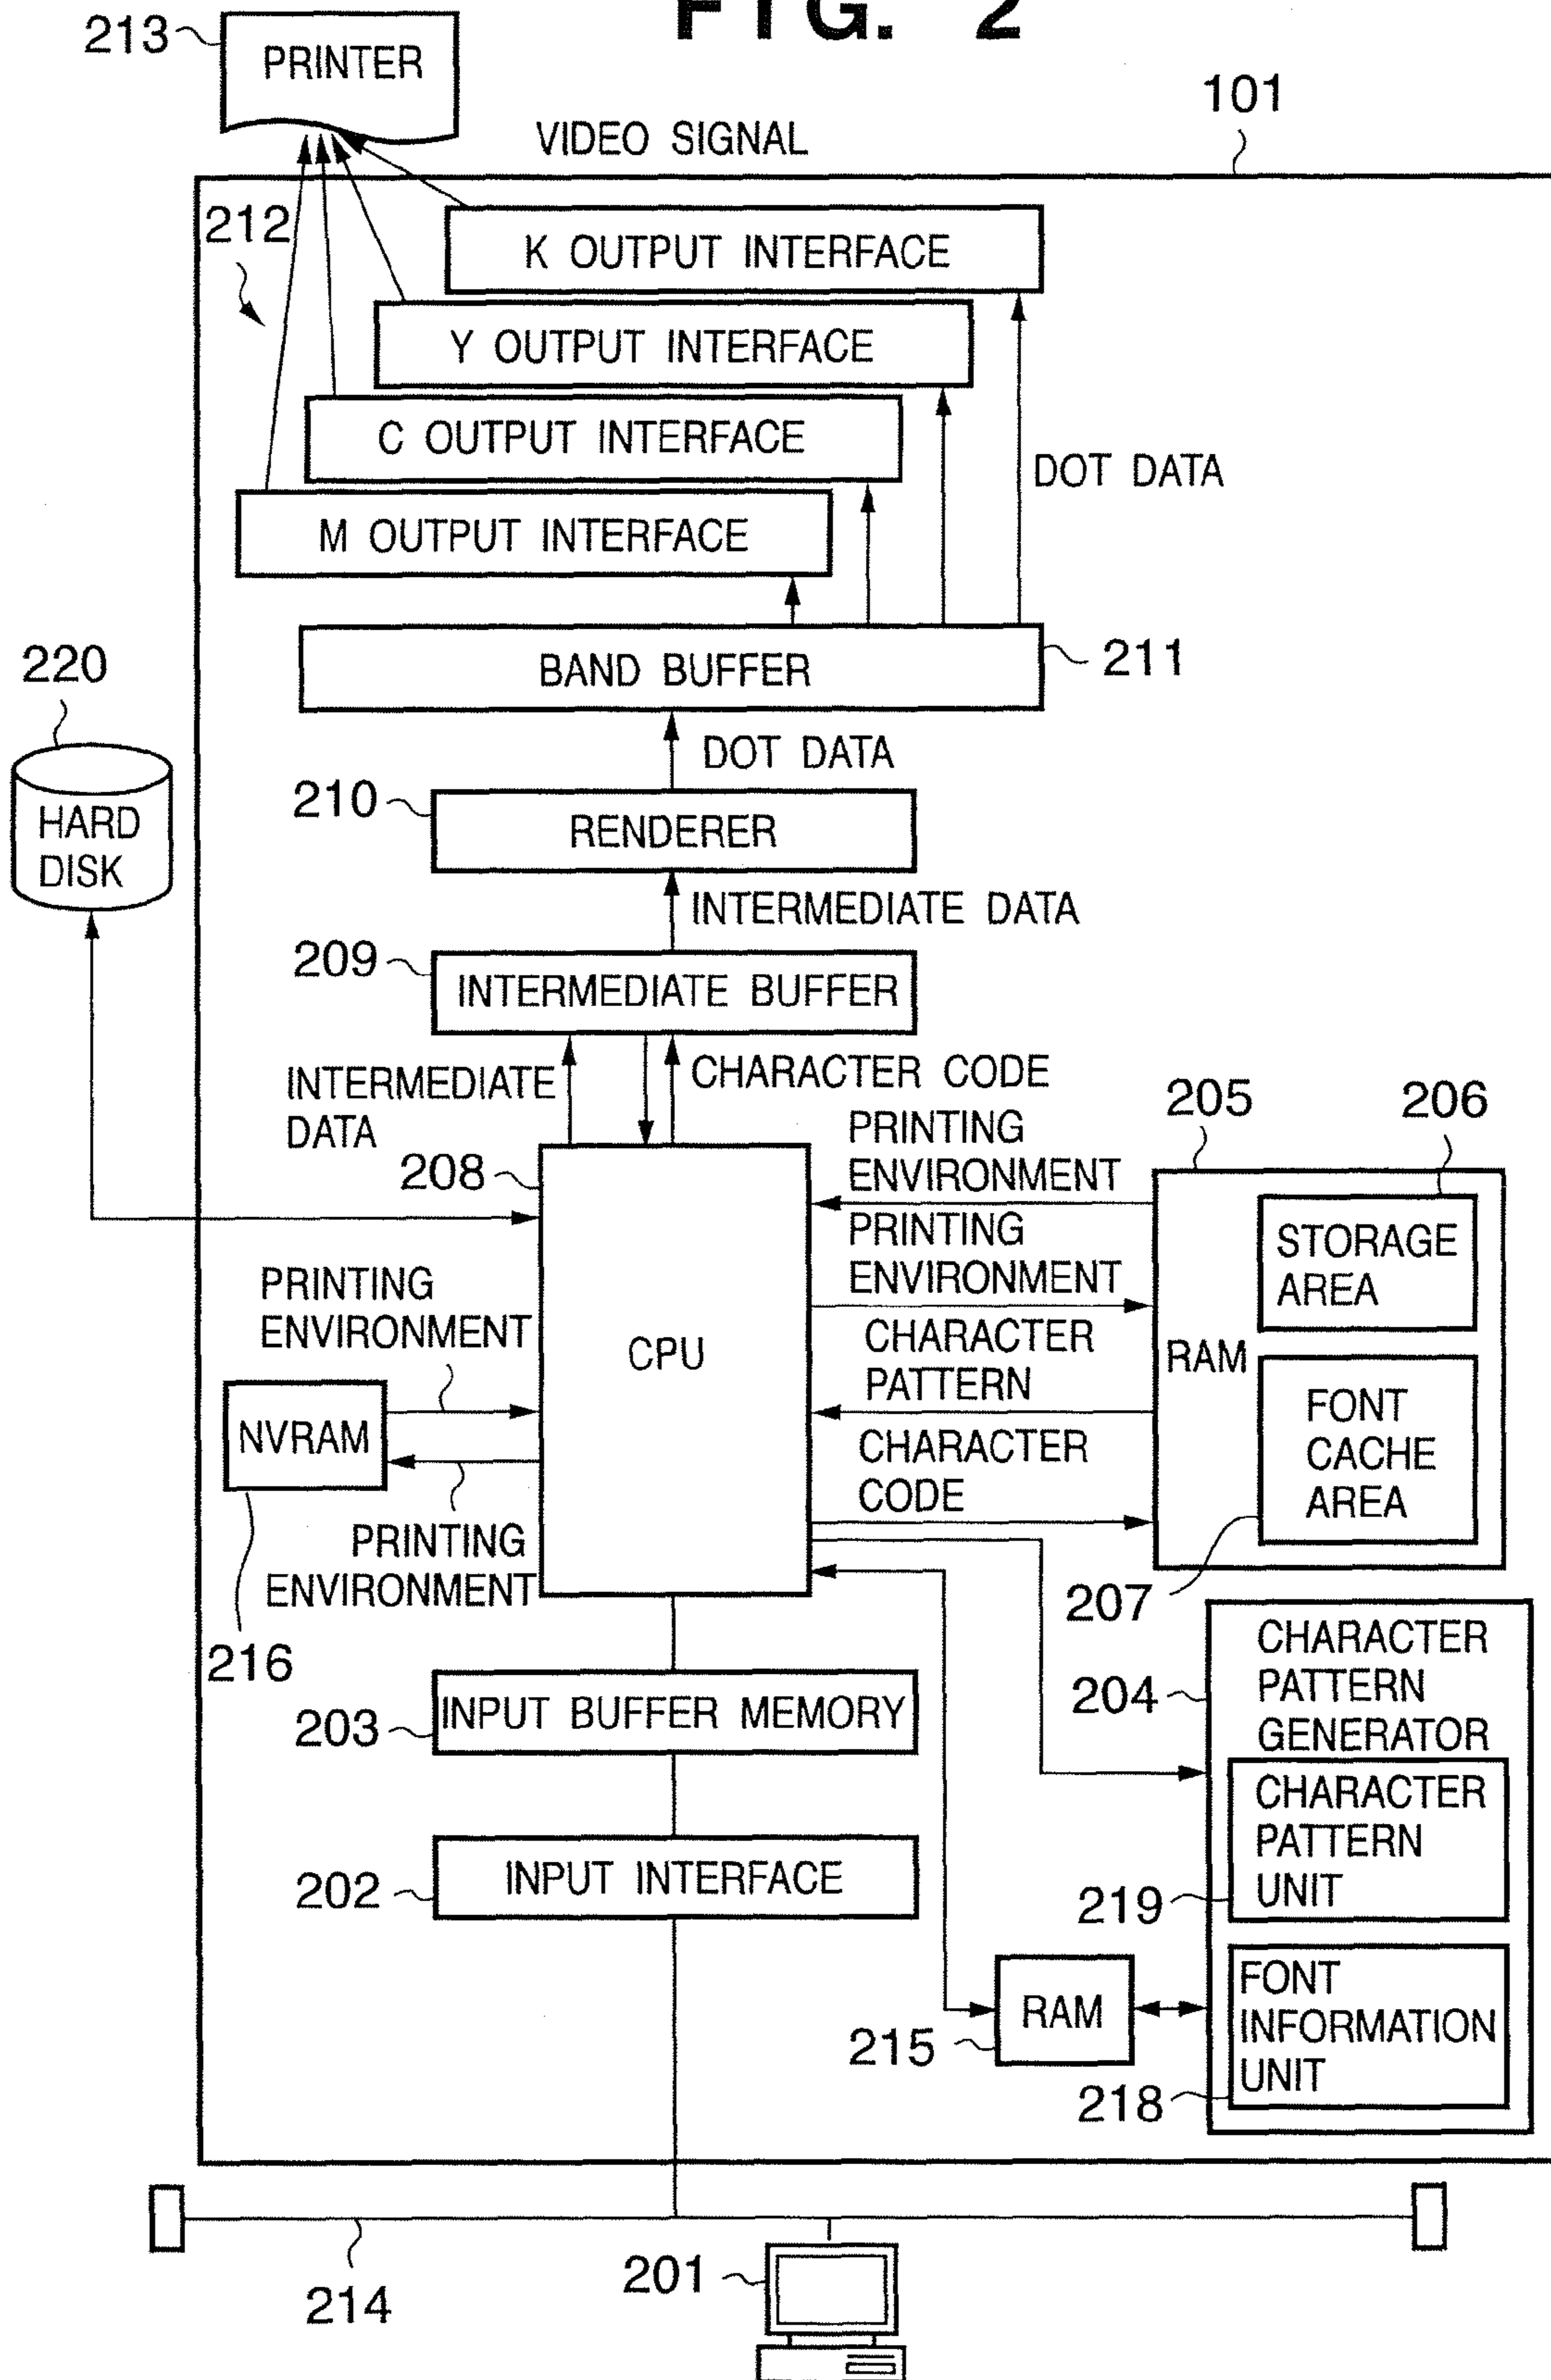 FIG. 2
213
PRINTER
101
VIDEO SIGNAL
212
K OUTPUT INTERFACE
Y OUTPUT INTERFACE
C OUTPUT INTERFACE
M OUTPUT INTERFACE
DOT DATA
220
BAND BUFFER
211
HARD
DISK
DOT DATA
210
RENDERER
INTERMEDIATE DATA
209
INTERMEDIATE BUFFER
INTERMEDIATE
DATA
CHARACTER CODE
208
CPU
PRINTING
ENVIRONMENT
PRINTING
ENVIRONMENT
CHARACTER
PATTERN
CHARACTER
CODE
205
206
RAM
STORAGE
AREA
FONT
CACHE
AREA
207
PRINTING
ENVIRONMENT
NVRAM
PRINTING
ENVIRONMENT
216
203
INPUT BUFFER MEMORY
202
INPUT INTERFACE
204
CHARACTER
PATTERN
GENERATOR
CHARACTER
PATTERN
UNIT
219
RAM
215
FONT
INFORMATION
UNIT
218
214
201